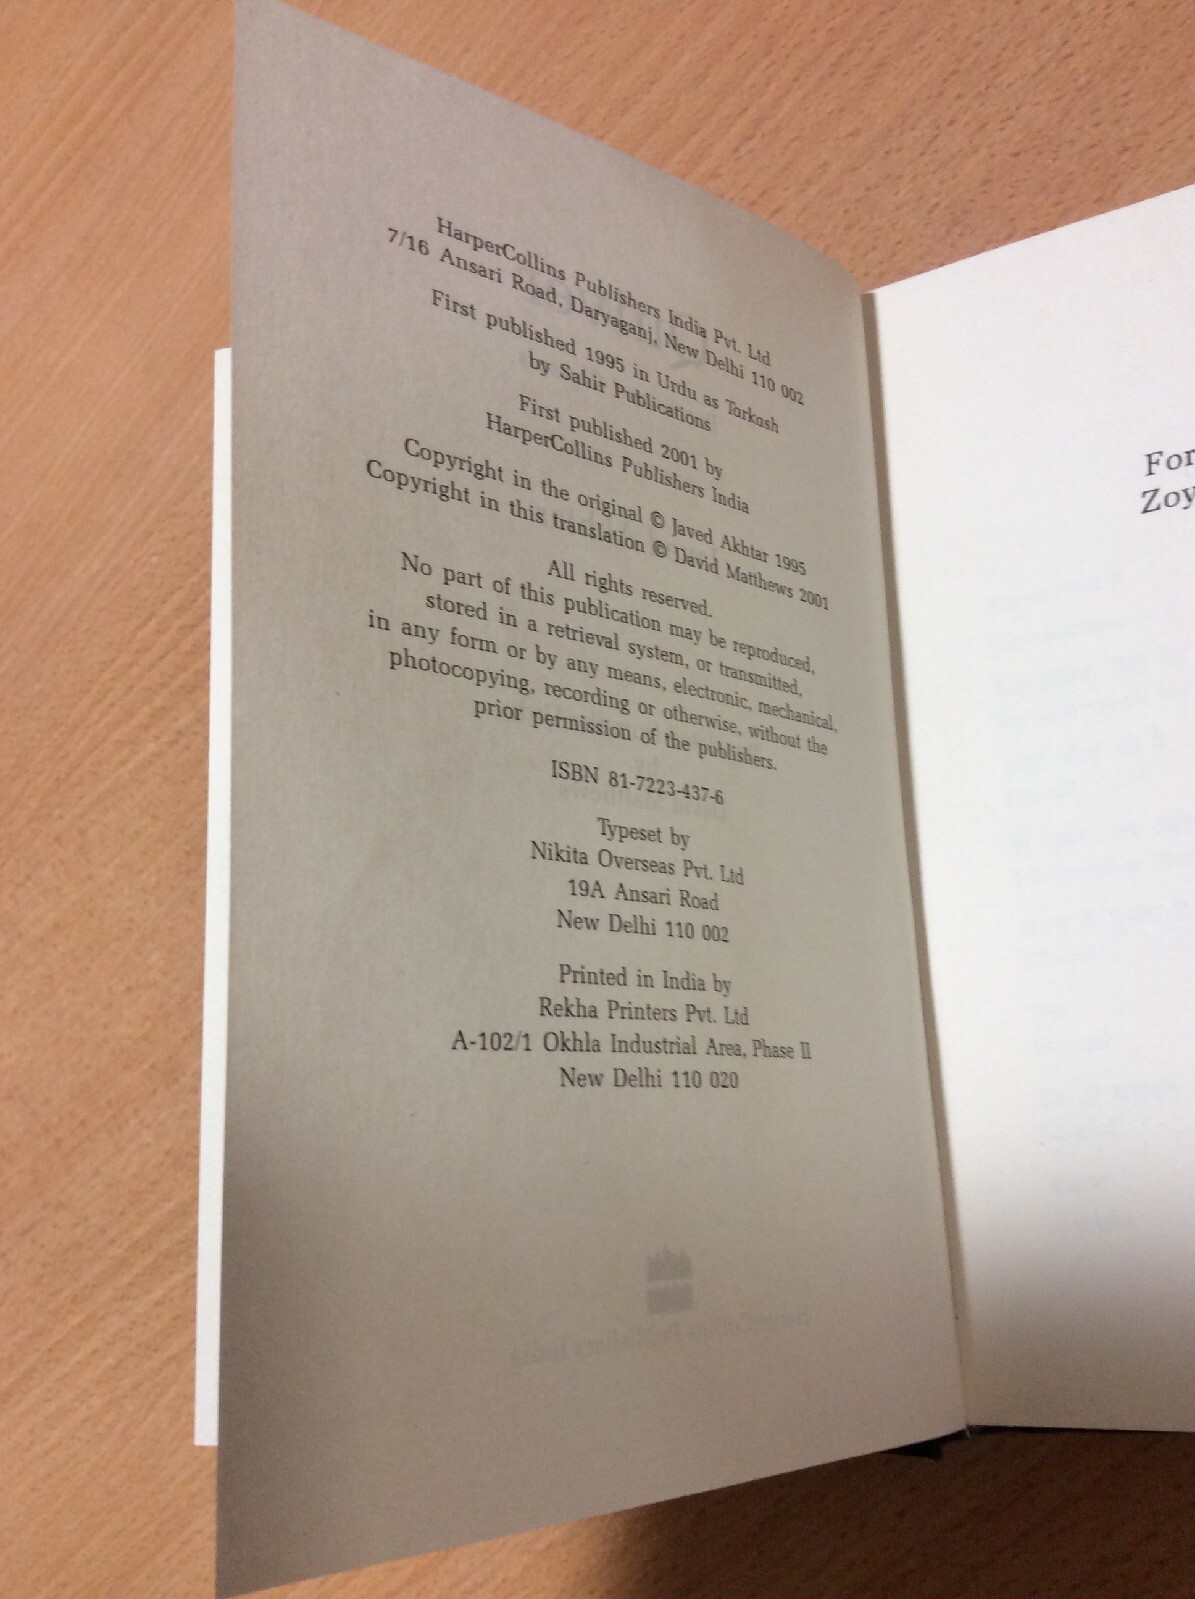 HarperCollins Publishers India Pvt. Ltd
7/16 Ansari Road, Daryaganj, New Delhi 110 002
First published 1995 in Urdu as Tarkash
by Sahir Publications
First published 2001 by
HarperCollins Publishers India
Copyright in the original © Javed Akhtar 1995
Copyright in this translation © David Matthews 2001
All rights reserved.
No part of this publication may be reproduced,
stored in a retrieval system, or transmitted,
in any form or by any means, electronic, mechanical,
photocopying, recording or otherwise, without the
prior permission of the publishers.
ISBN 81-7223-437-6
Typeset by
Nikita Overseas Pvt. Ltd
19A Ansari Road
New Delhi 110 002
Printed in India by
Rekha Printers Pvt. Ltd
A-102/1 Okhla Industrial Area, Phase II
New Delhi 110 020
For
Zoy